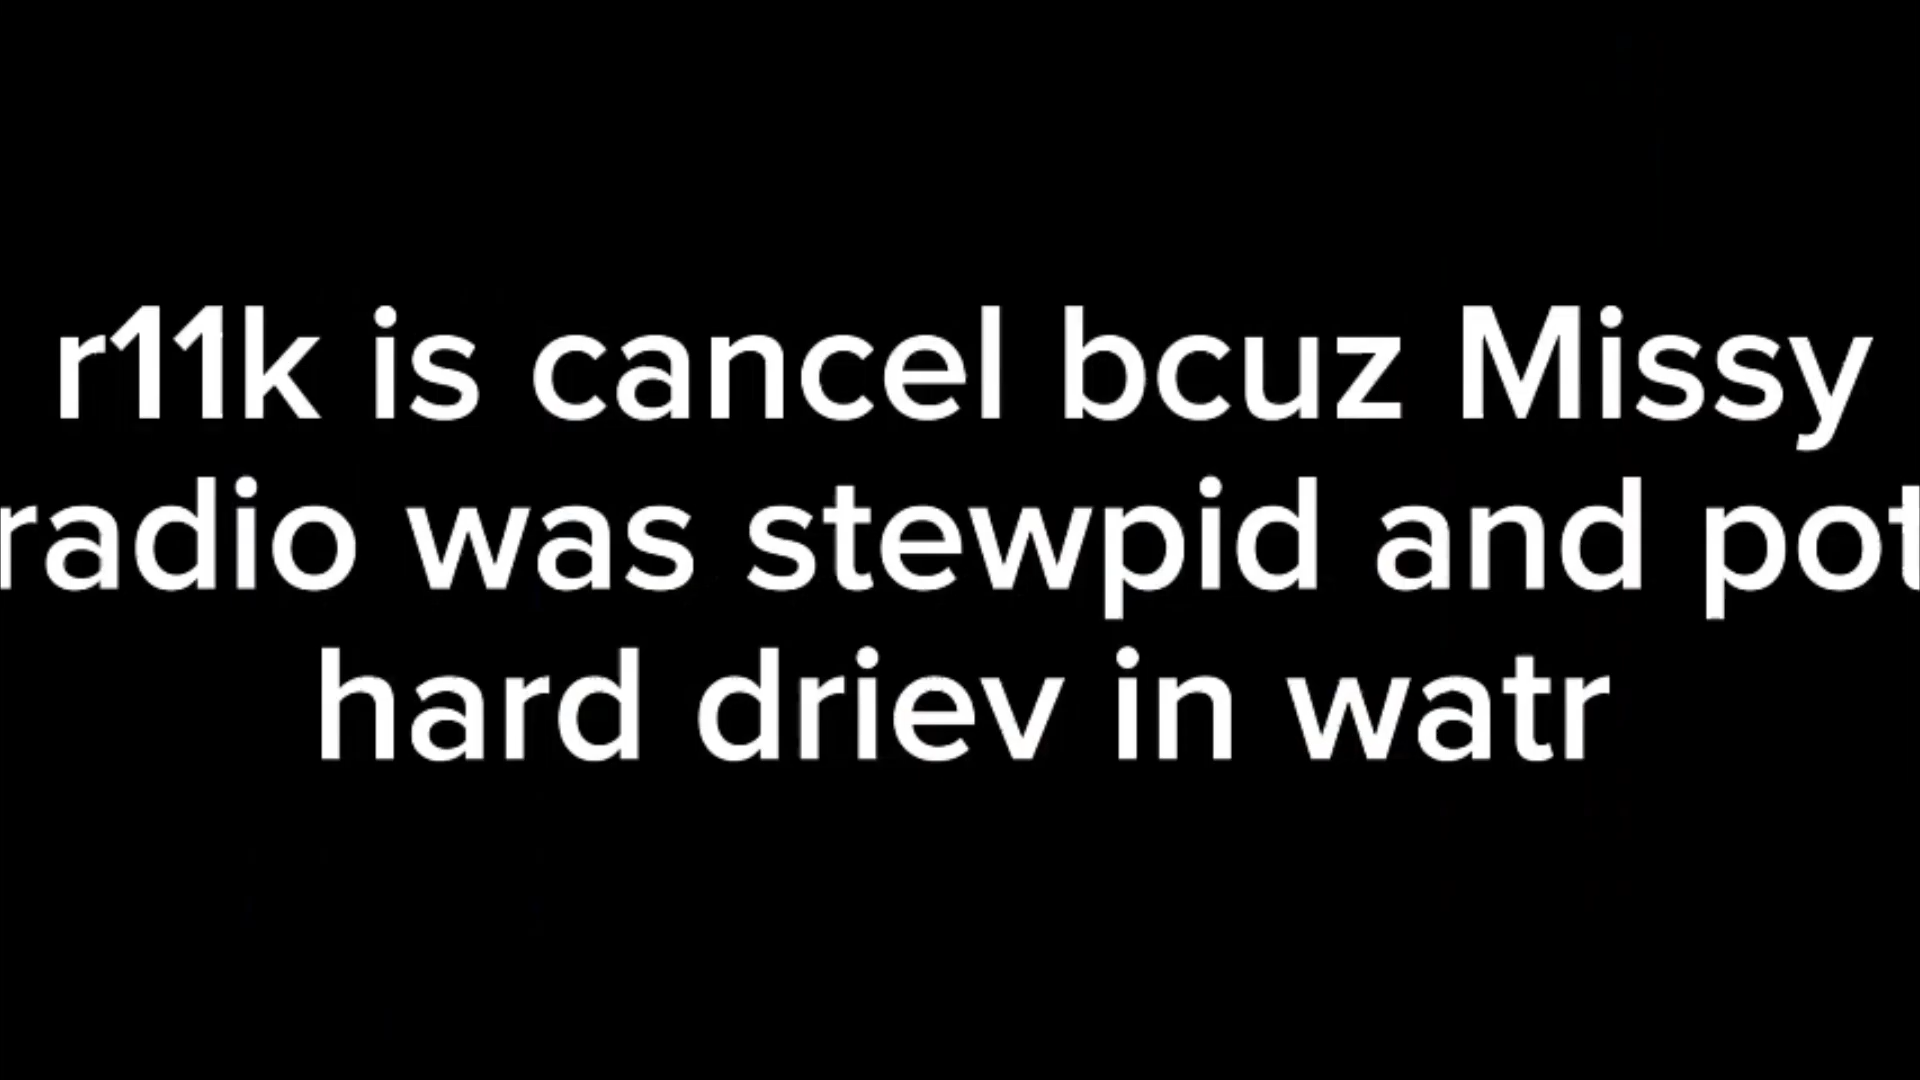 r11k is cancel bcuz Missy
radio was stewpid and pot
hard driev in watr